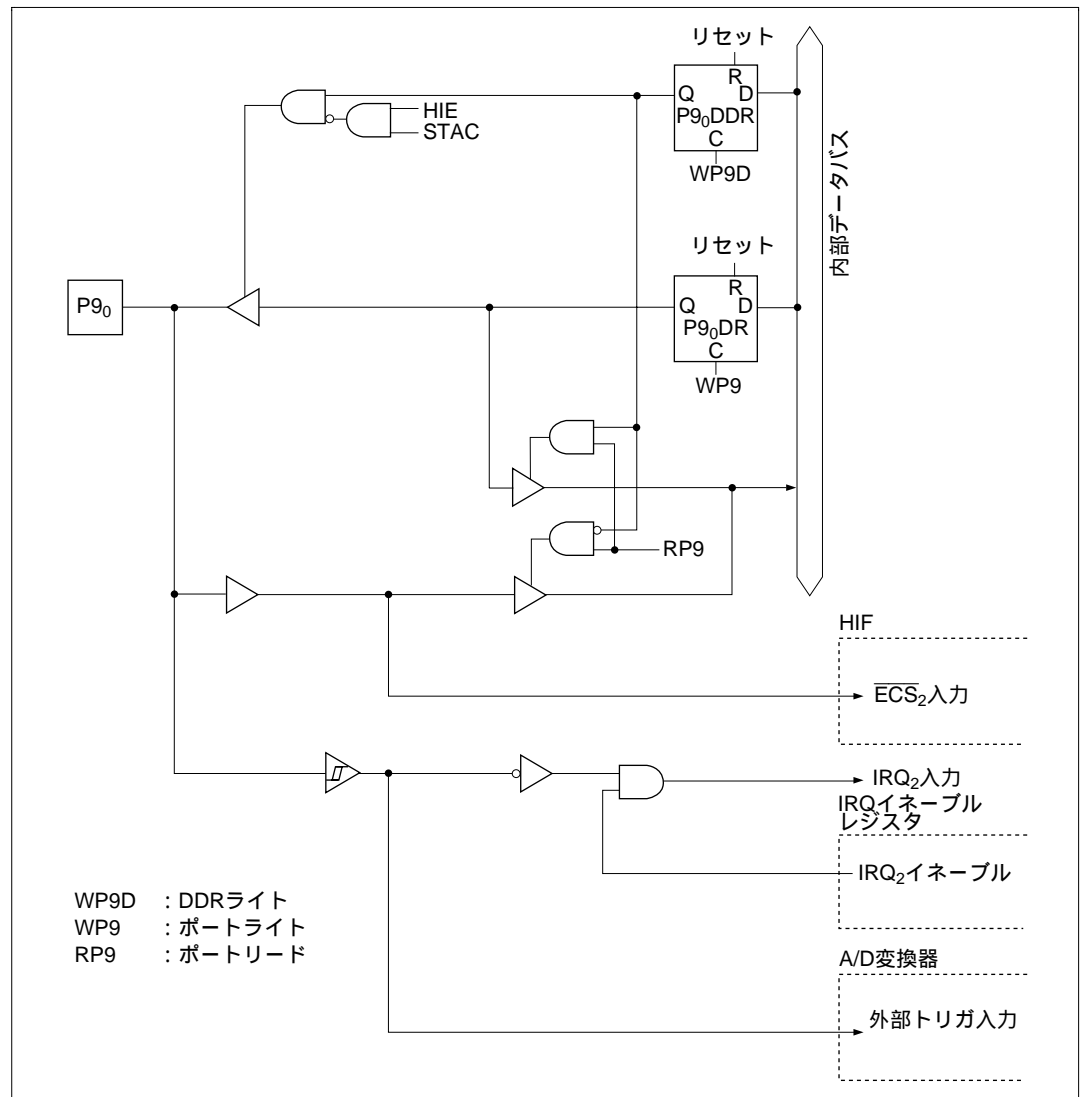 リセット
R
Q D
P9₀DDR
C
WP9D
HIE
STAC
内部データバス
リセット
R
Q D
P9₀DR
C
WP9
P9₀
RP9
HIF
E̅C̅S̅₂入力
IRQ₂入力
IRQイネーブル
レジスタ
IRQ₂イネーブル
WP9D :DDRライト
WP9 :ポートライト
RP9 :ポートリード
A/D変換器
外部トリガ入力